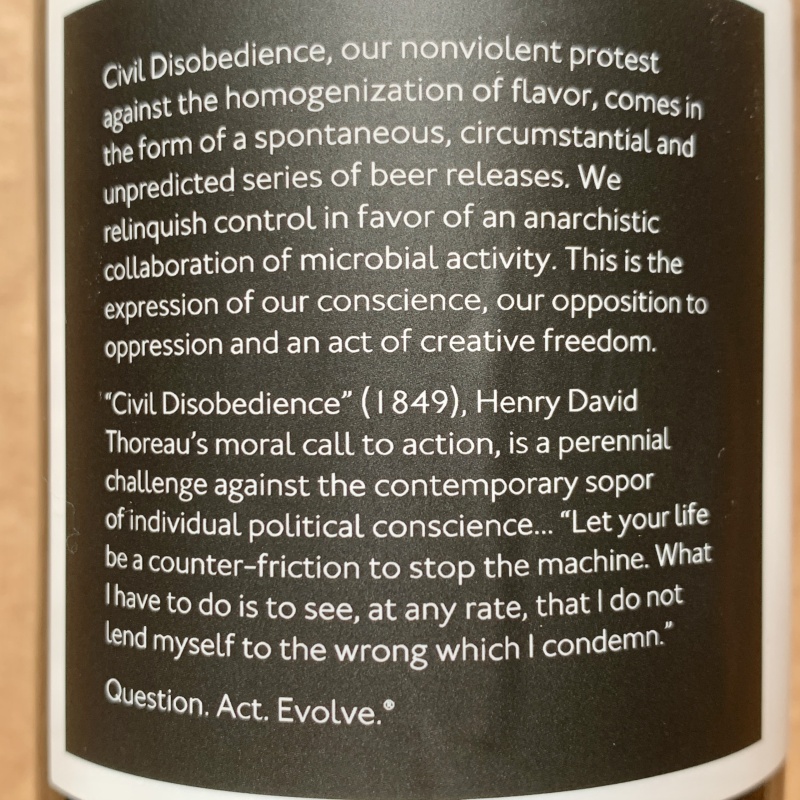 Civil Disobedience, our nonviolent protest
against the homogenization of flavor, comes in
the form of a spontaneous, circumstantial and
unpredicted series of beer releases. We
relinquish control in favor of an anarchistic
collaboration of microbial activity. This is the
expression of our conscience, our opposition to
oppression and an act of creative freedom.
“Civil Disobedience” (1849), Henry David
Thoreau’s moral call to action, is a perennial
challenge against the contemporary sopor
of individual political conscience... “Let your life
be a counter-friction to stop the machine. What
I have to do is to see, at any rate, that I do not
lend myself to the wrong which I condemn.”
Question. Act. Evolve.®